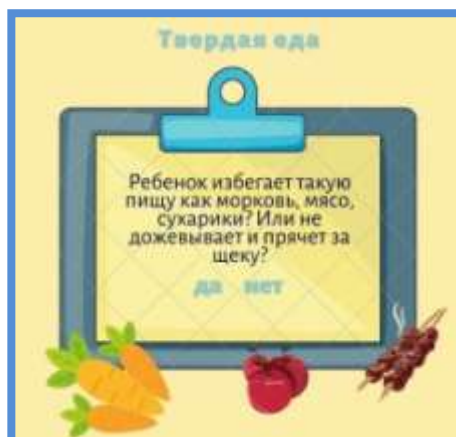 Твердая еда
Ребенок избегает такую
пищу как морковь, мясо,
сухарики? Или не
дожевывает и прячет за
щеку?
да нет